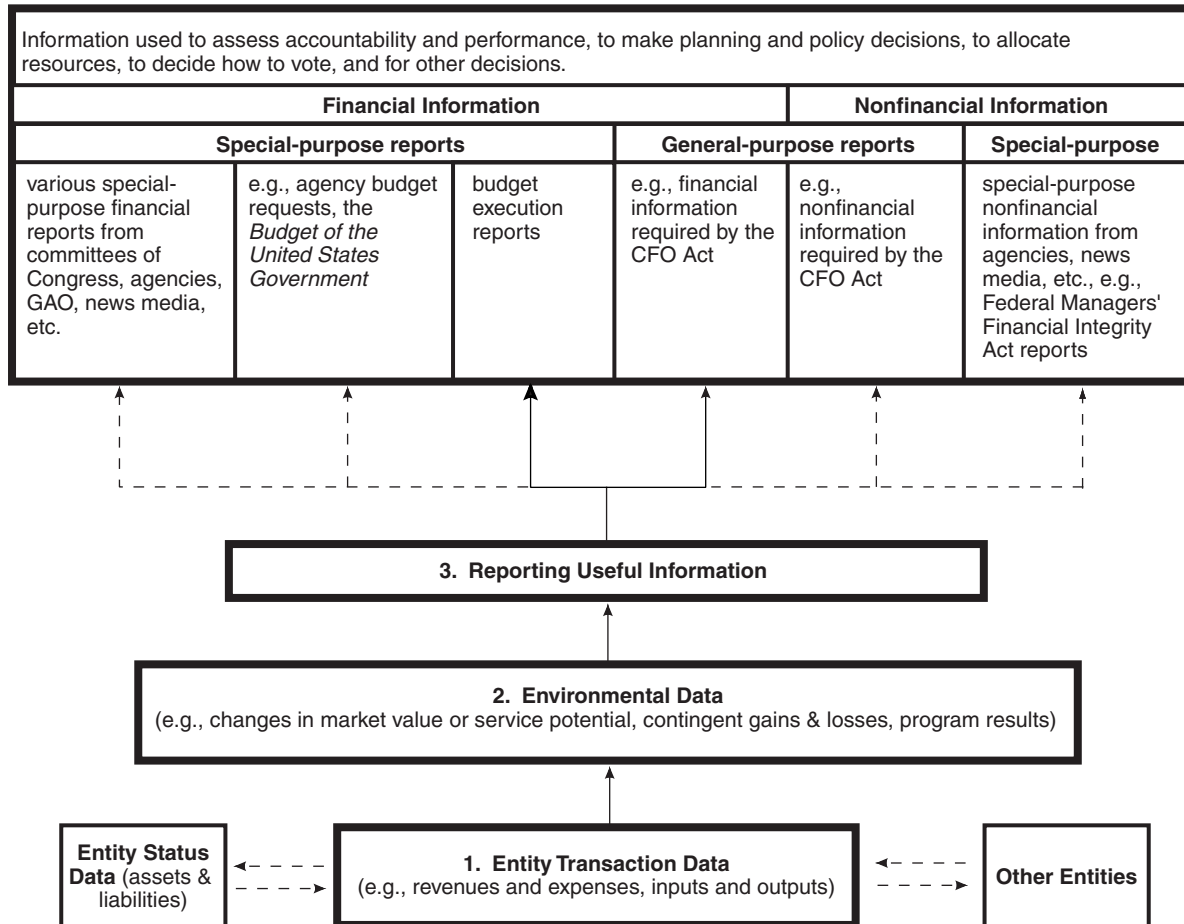 Information used to assess accountability and performance, to make planning and policy decisions, to allocate
resources, to decide how to vote, and for other decisions.
Financial Information
Nonfinancial Information
Special-purpose reports
General-purpose reports
Special-purpose
various special-
purpose financial
reports from
committees of
Congress, agencies,
GAO, news media,
etc.
e.g., agency budget
requests, the
Budget of the
United States
Government
budget
execution
reports
e.g., financial
information
required by the
CFO Act
e.g.,
nonfinancial
information
required by the
CFO Act
special-purpose
nonfinancial
information from
agencies, news
media, etc., e.g.,
Federal Managers'
Financial Integrity
Act reports
3. Reporting Useful Information
2. Environmental Data
(e.g., changes in market value or service potential, contingent gains & losses, program results)
Entity Status
Data (assets &
liabilities)
1. Entity Transaction Data
(e.g., revenues and expenses, inputs and outputs)
Other Entities